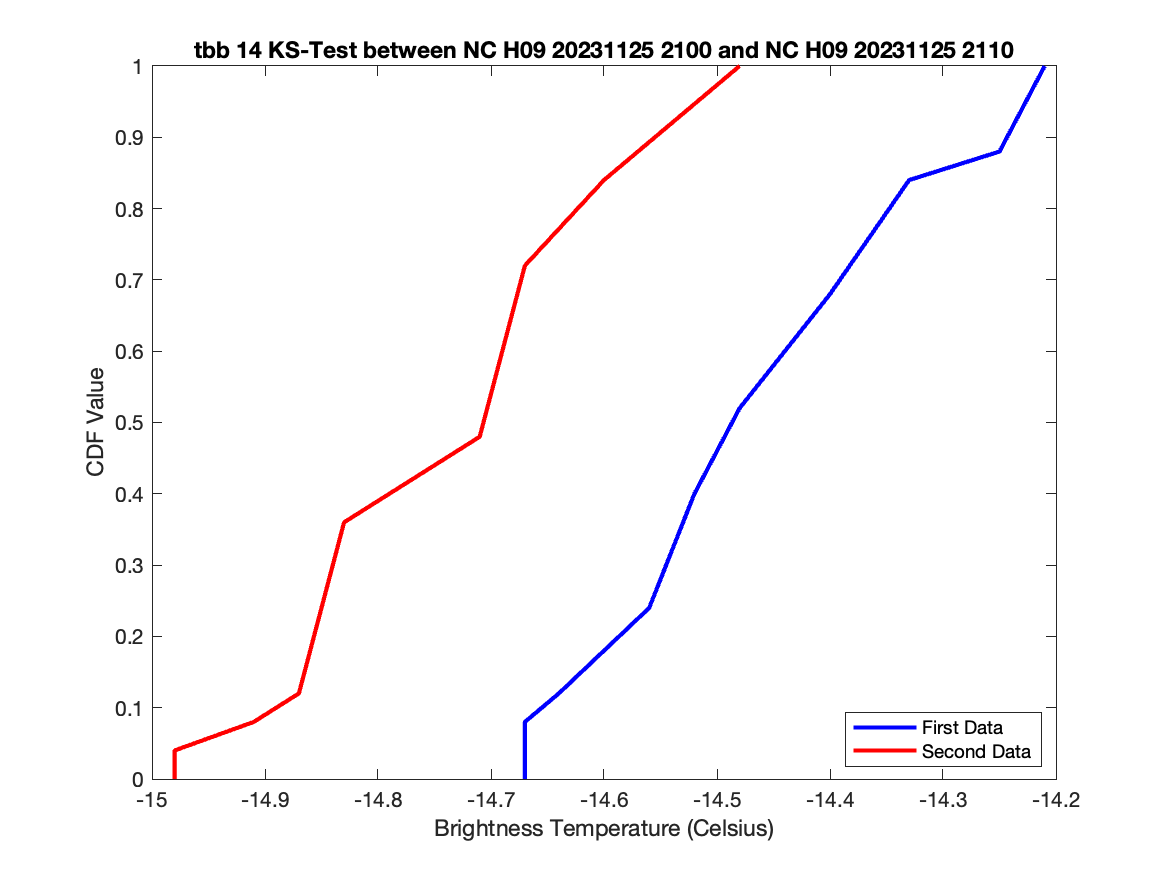 tbb 14 KS-Test between NC H09 20231125 2100 and NC H09 20231125 2110
1
0.9
0.8
0.7
0.6
0.5
0.4
0.3
0.2
0.1
0
CDF Value
-15 -14.9 -14.8 -14.7 -14.6 -14.5 -14.4 -14.3 -14.2
Brightness Temperature (Celsius)
First Data
Second Data